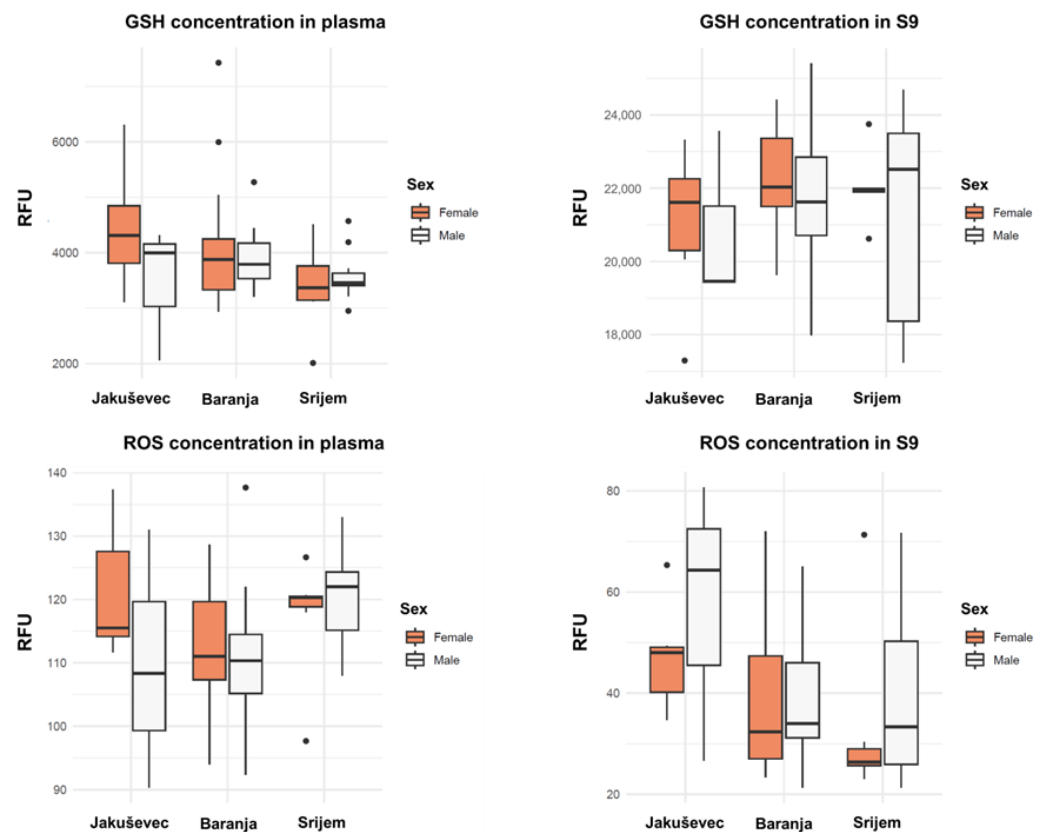 GSH concentration in plasma
RFU
6000
4000
2000
Jakuševec Baranja Srijem
Sex
Female
Male
GSH concentration in S9
RFU
24,000
22,000
20,000
18,000
Jakuševec Baranja Srijem
Sex
Female
Male
ROS concentration in plasma
RFU
140
130
120
110
100
90
Jakuševec Baranja Srijem
Sex
Female
Male
ROS concentration in S9
RFU
80
60
40
20
Jakuševec Baranja Srijem
Sex
Female
Male